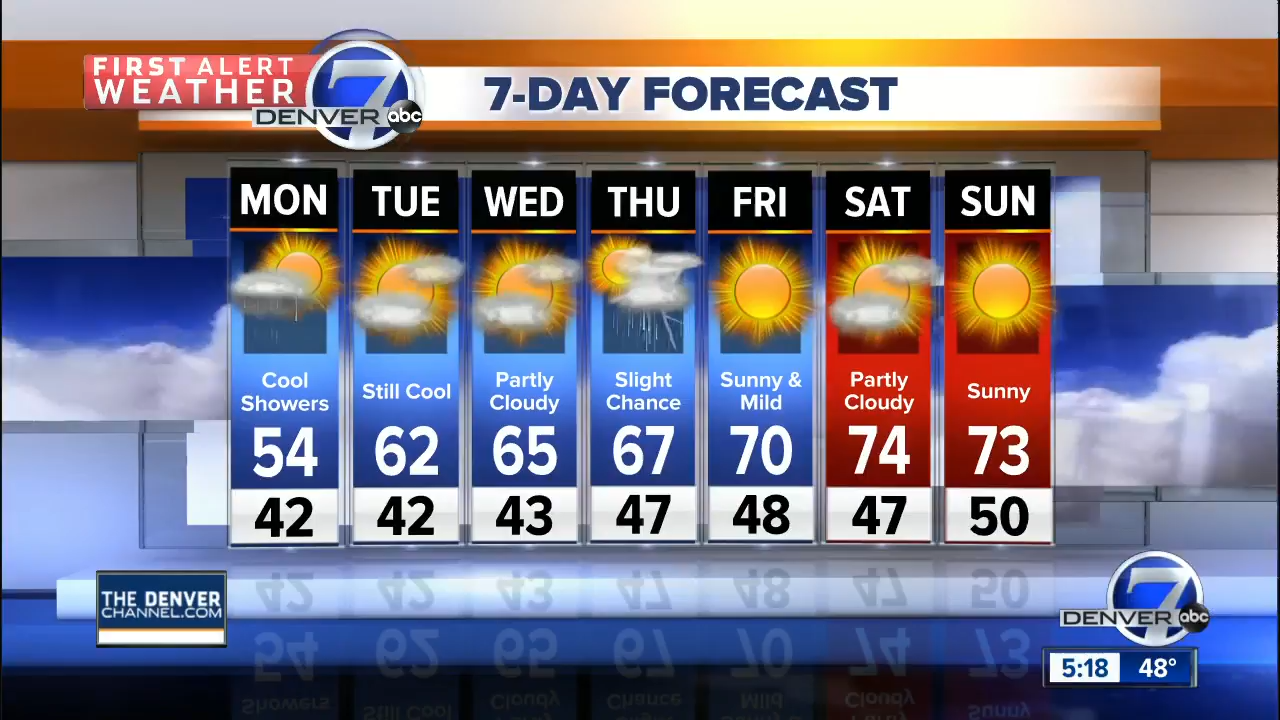 FIRST ALERT
WEATHER
7
DENVER abc
7-DAY FORECAST
MON TUE WED THU FRI SAT SUN
Cool Showers
Still Cool
Partly Cloudy
Slight Chance
Sunny & Mild
Partly Cloudy
Sunny
54 62 65 67 70 74 73
42 42 43 47 48 47 50
THE DENVER
CHANNEL.COM
7
DENVER abc
5:18 48°